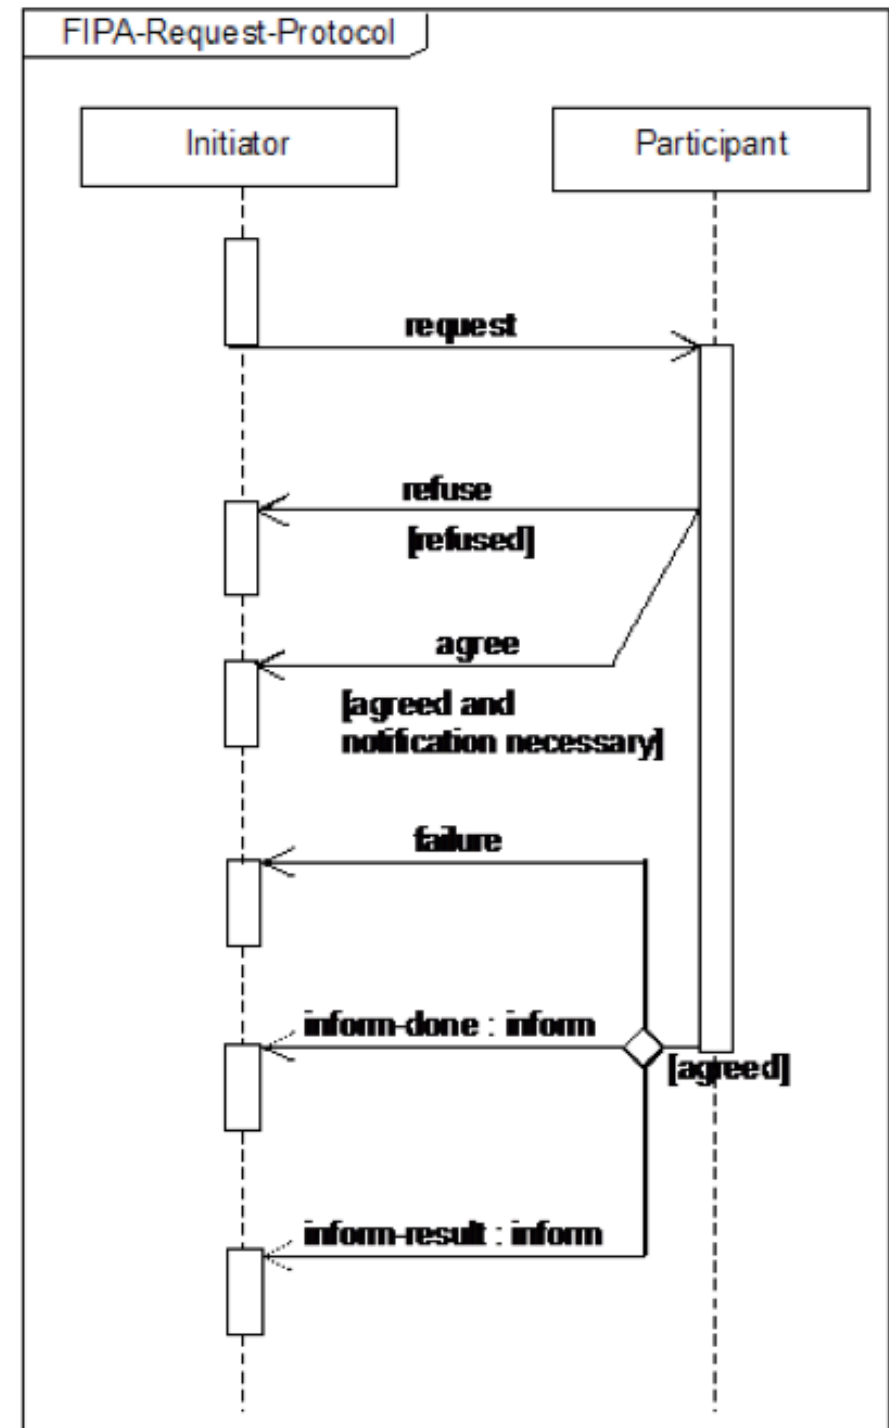 FIPA-Request-Protocol
Initiator
Participant
request
refuse
[refused]
agree
[agreed and
notification necessary]
failure
inform-done : inform
[agreed]
inform-result : inform